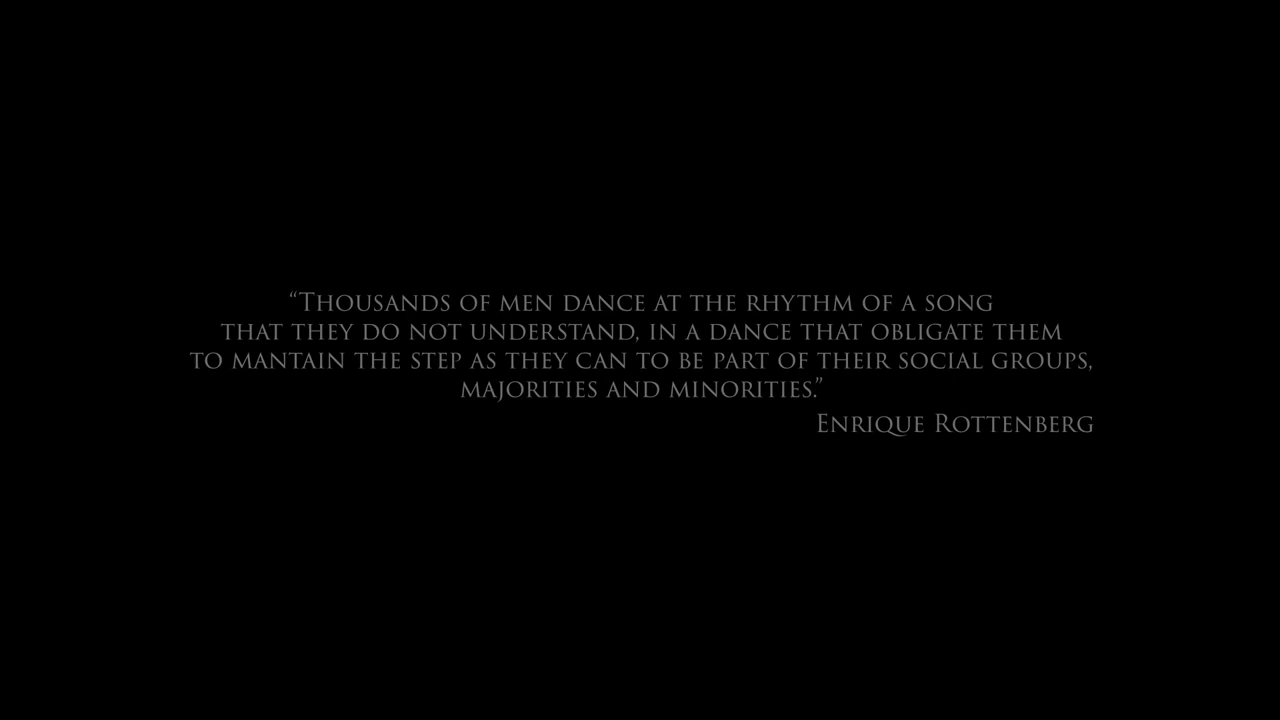 “Thousands of men dance at the rhythm of a song
that they do not understand, in a dance that obligate them
to mantain the step as they can to be part of their social groups,
majorities and minorities.”
Enrique Rottenberg